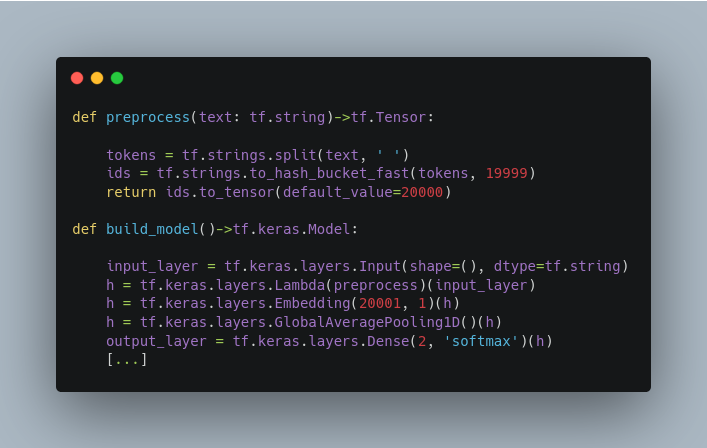 def preprocess(text: tf.string)->tf.Tensor:
    tokens = tf.strings.split(text, ' ')
    ids = tf.strings.to_hash_bucket_fast(tokens, 19999)
    return ids.to_tensor(default_value=20000)
def build_model()->tf.keras.Model:
    input_layer = tf.keras.layers.Input(shape=(), dtype=tf.string)
    h = tf.keras.layers.Lambda(preprocess)(input_layer)
    h = tf.keras.layers.Embedding(20001, 1)(h)
    h = tf.keras.layers.GlobalAveragePooling1D()(h)
    output_layer = tf.keras.layers.Dense(2, 'softmax')(h)
    [...]